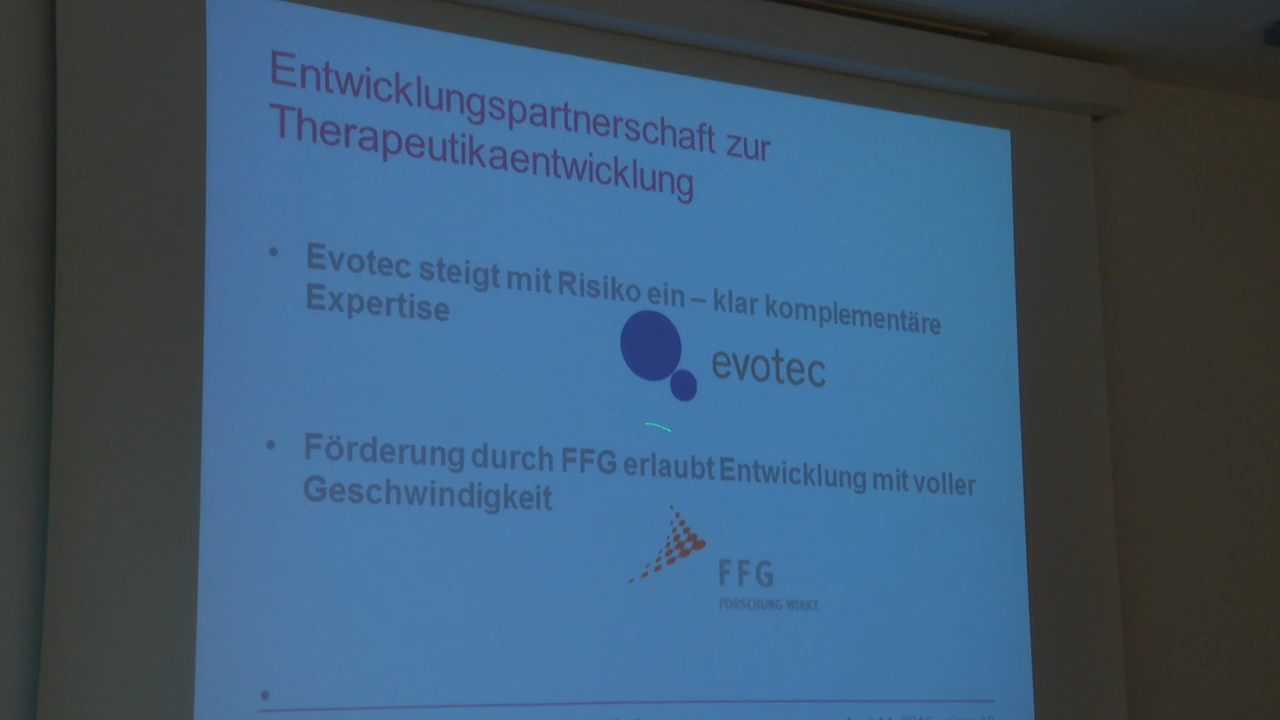 Entwicklungspartnerschaft zur
Therapeutikaentwicklung
• Evotec steigt mit Risiko ein – klar komplementäre
Expertise
evotec
• Förderung durch FFG erlaubt Entwicklung mit voller
Geschwindigkeit
FFG
FORSCHUNG WIRKT.
•